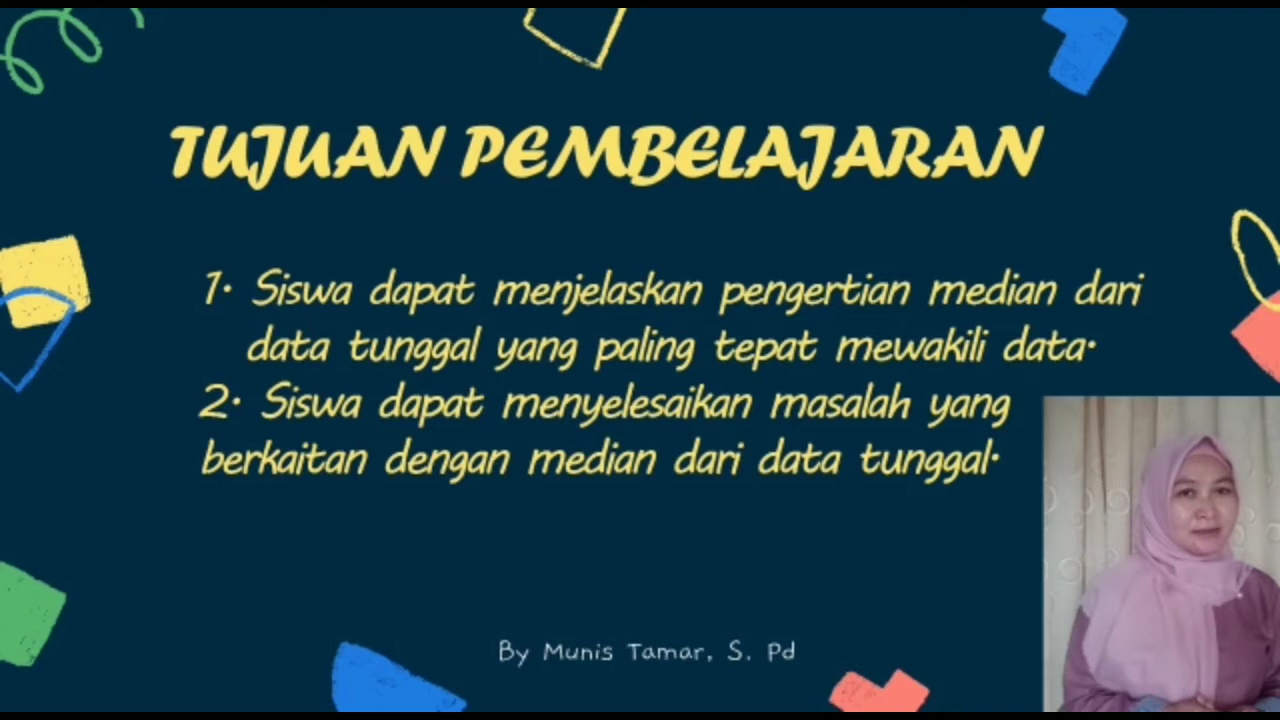 TUJUAN PEMBELAJARAN
1. Siswa dapat menjelaskan pengertian median dari
data tunggal yang paling tepat mewakili data.
2. Siswa dapat menyelesaikan masalah yang
berkaitan dengan median dari data tunggal.
By Munis Tamar, S. Pd